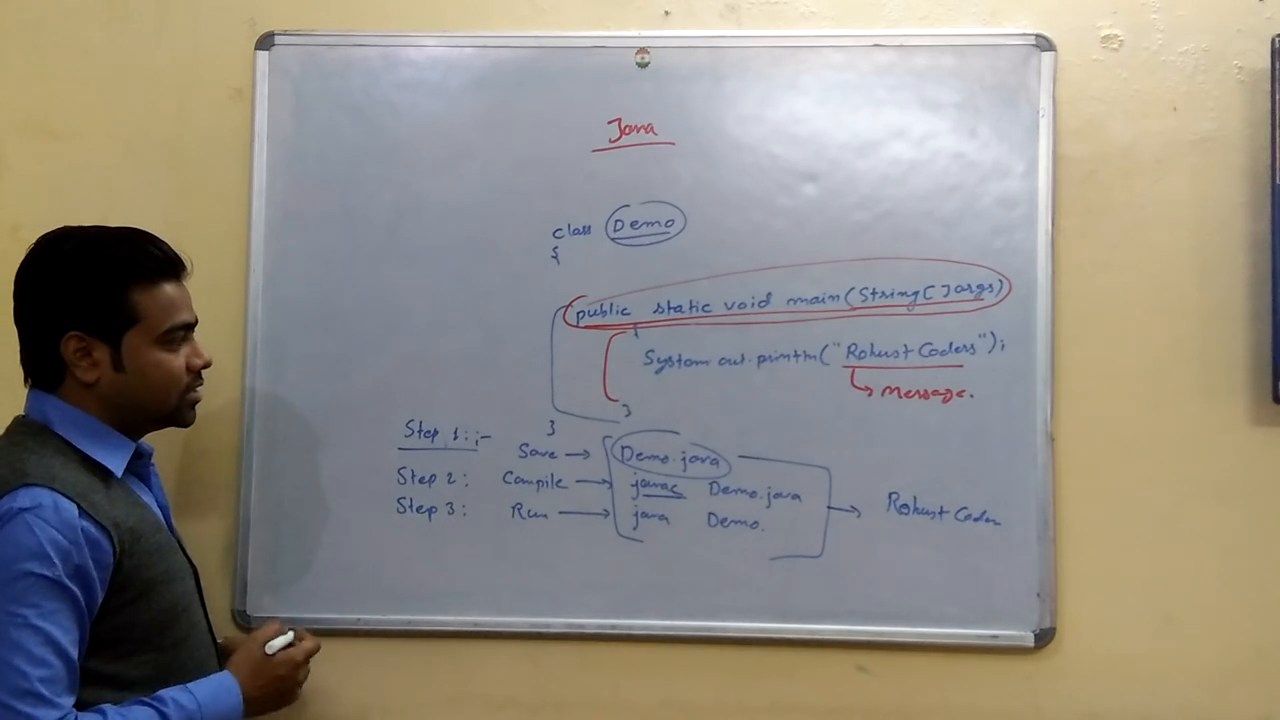 Java
class Demo
{
public static void main(String[] args)
{
System.out.println("Robust Coders");
→ Message.
}
}
Step 1:;-
Save → Demo.java
Step 2: Compile → javac Demo.java
Step 3: Run → java Demo.
→ Robust Coder